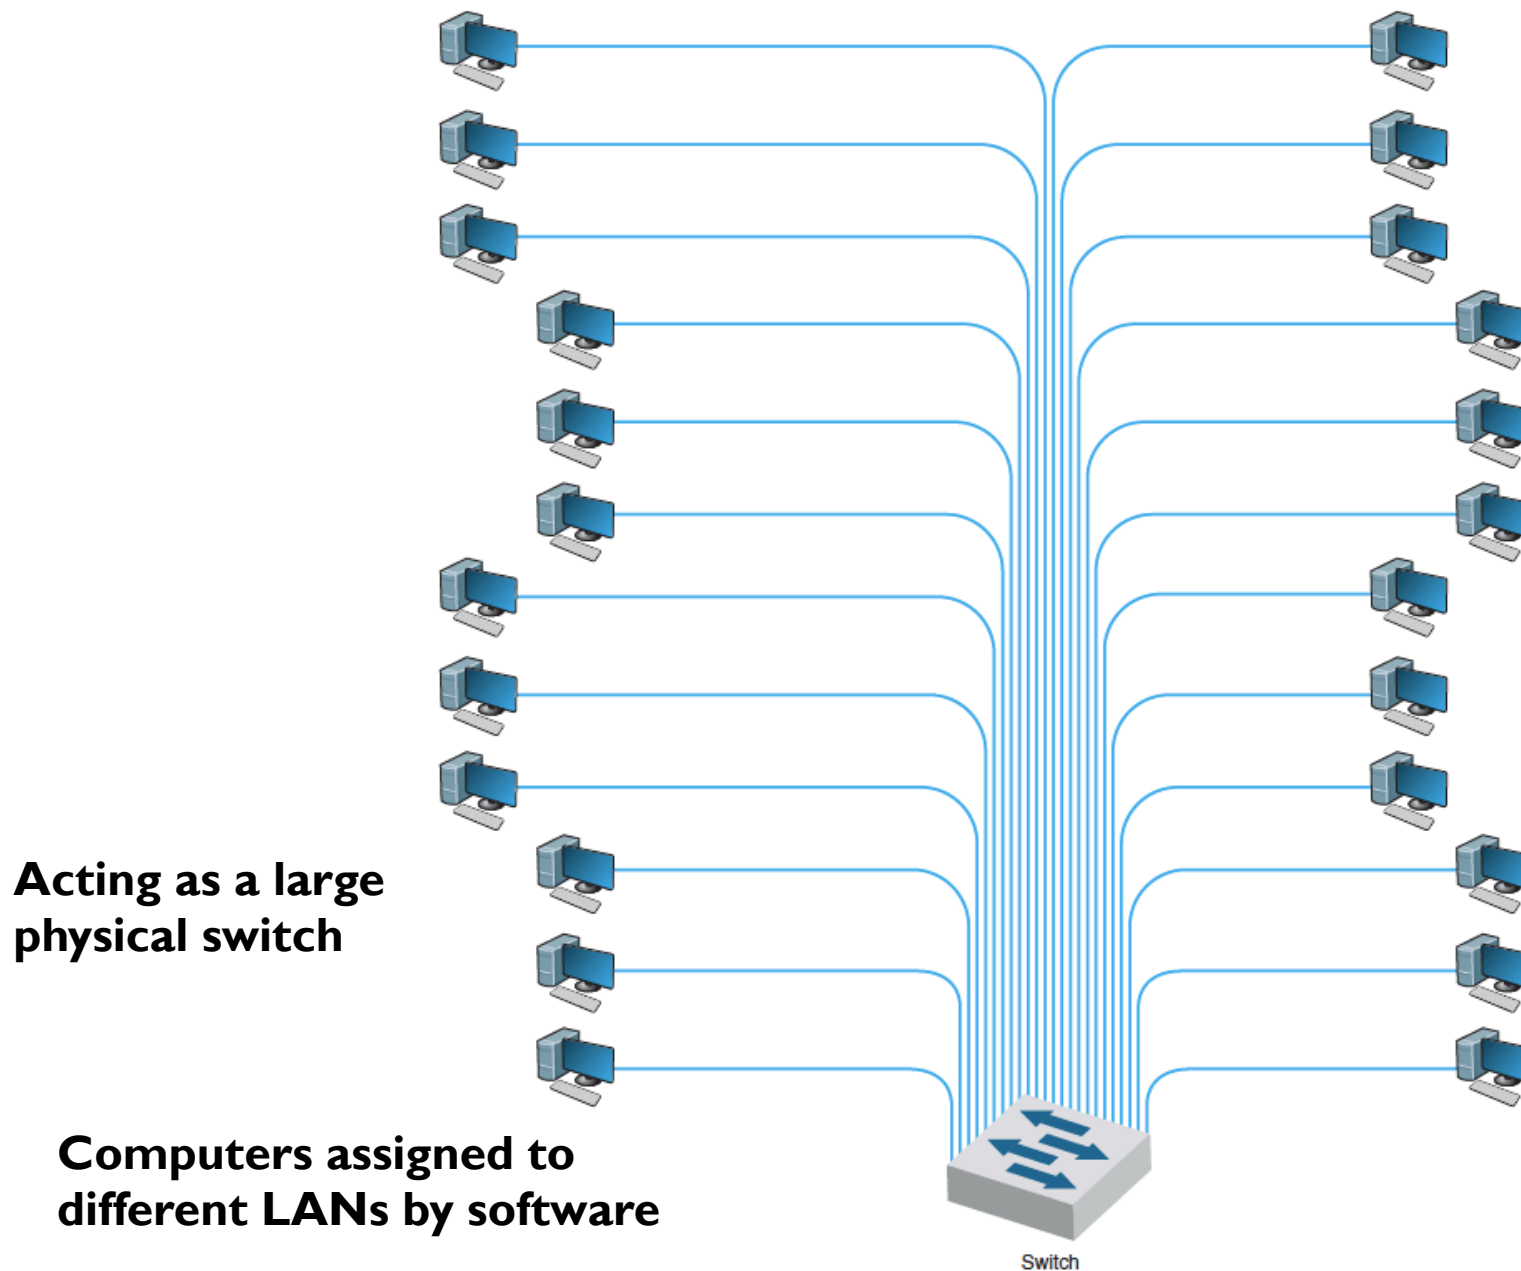 Acting as a large
physical switch
Computers assigned to
different LANs by software
Switch